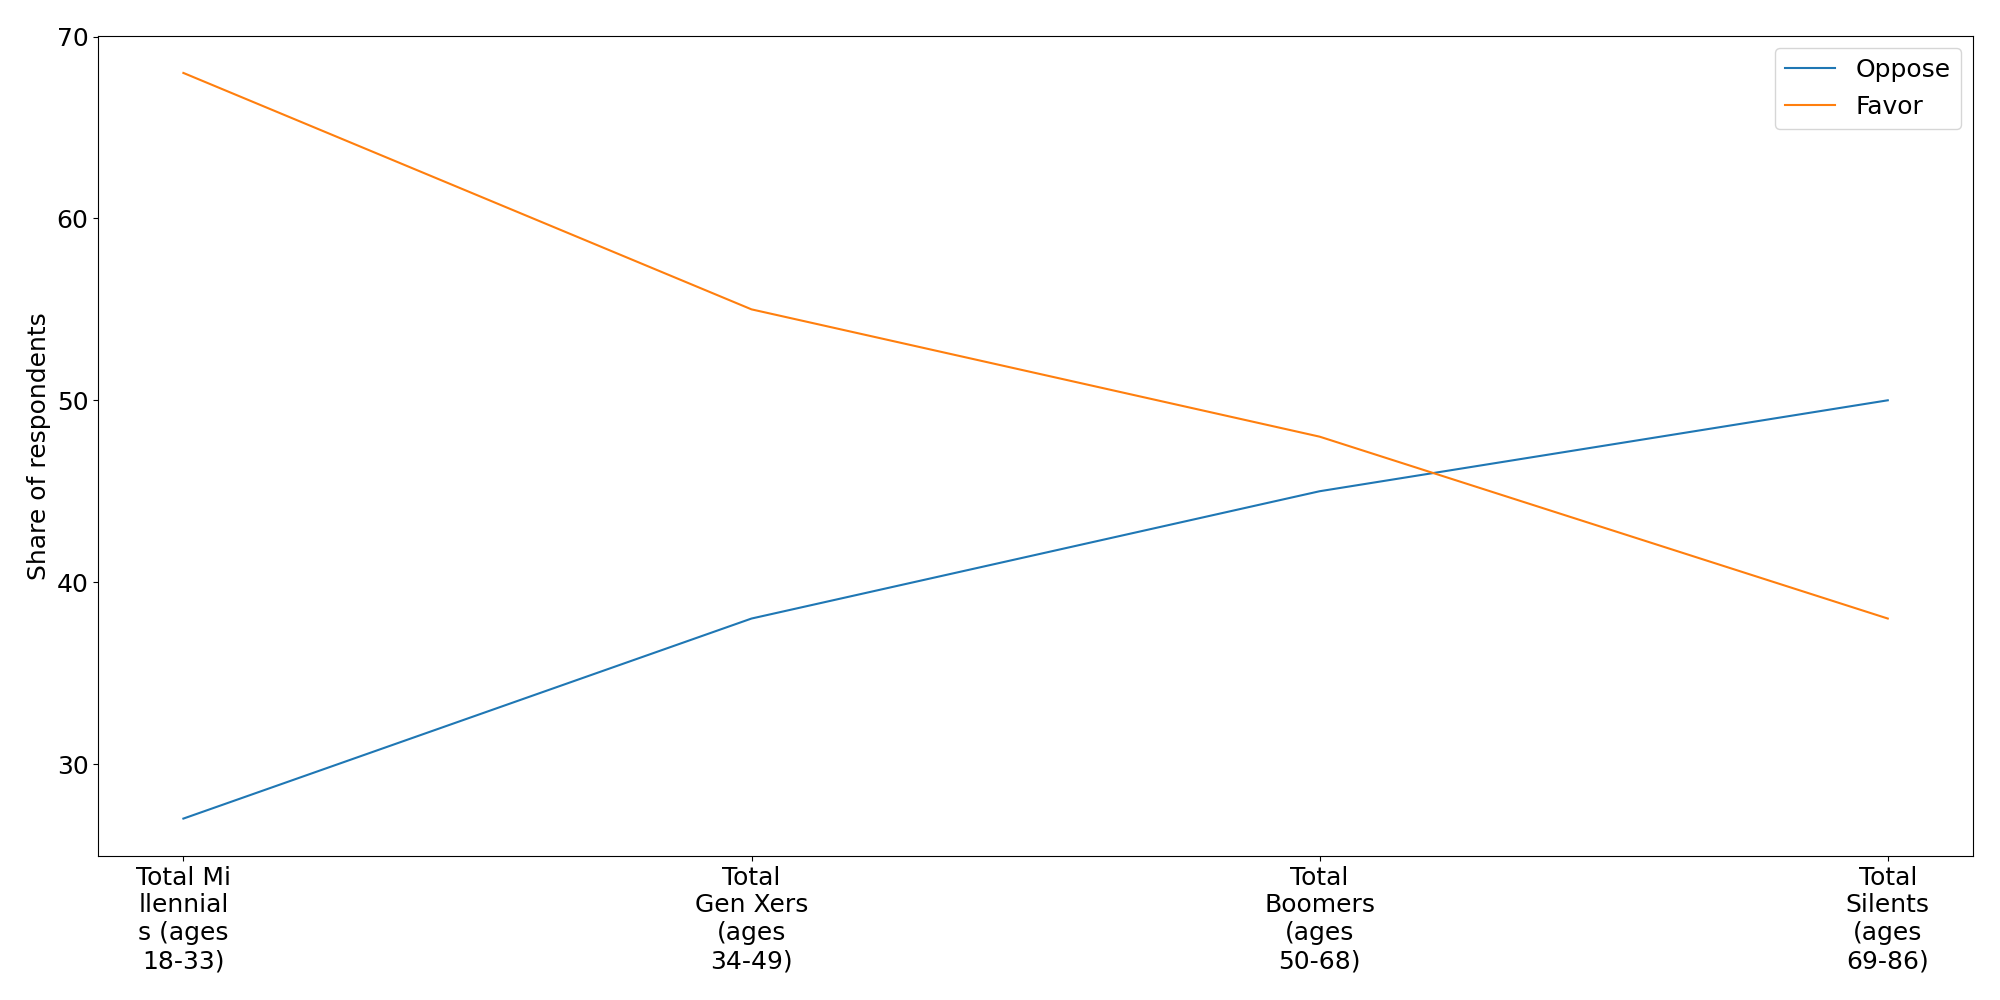 70
60
50
40
30
Share of respondents
Oppose
Favor
Total Mi
llennial
s (ages
18-33)
Total
Gen Xers
(ages
34-49)
Total
Boomers
(ages
50-68)
Total
Silents
(ages
69-86)